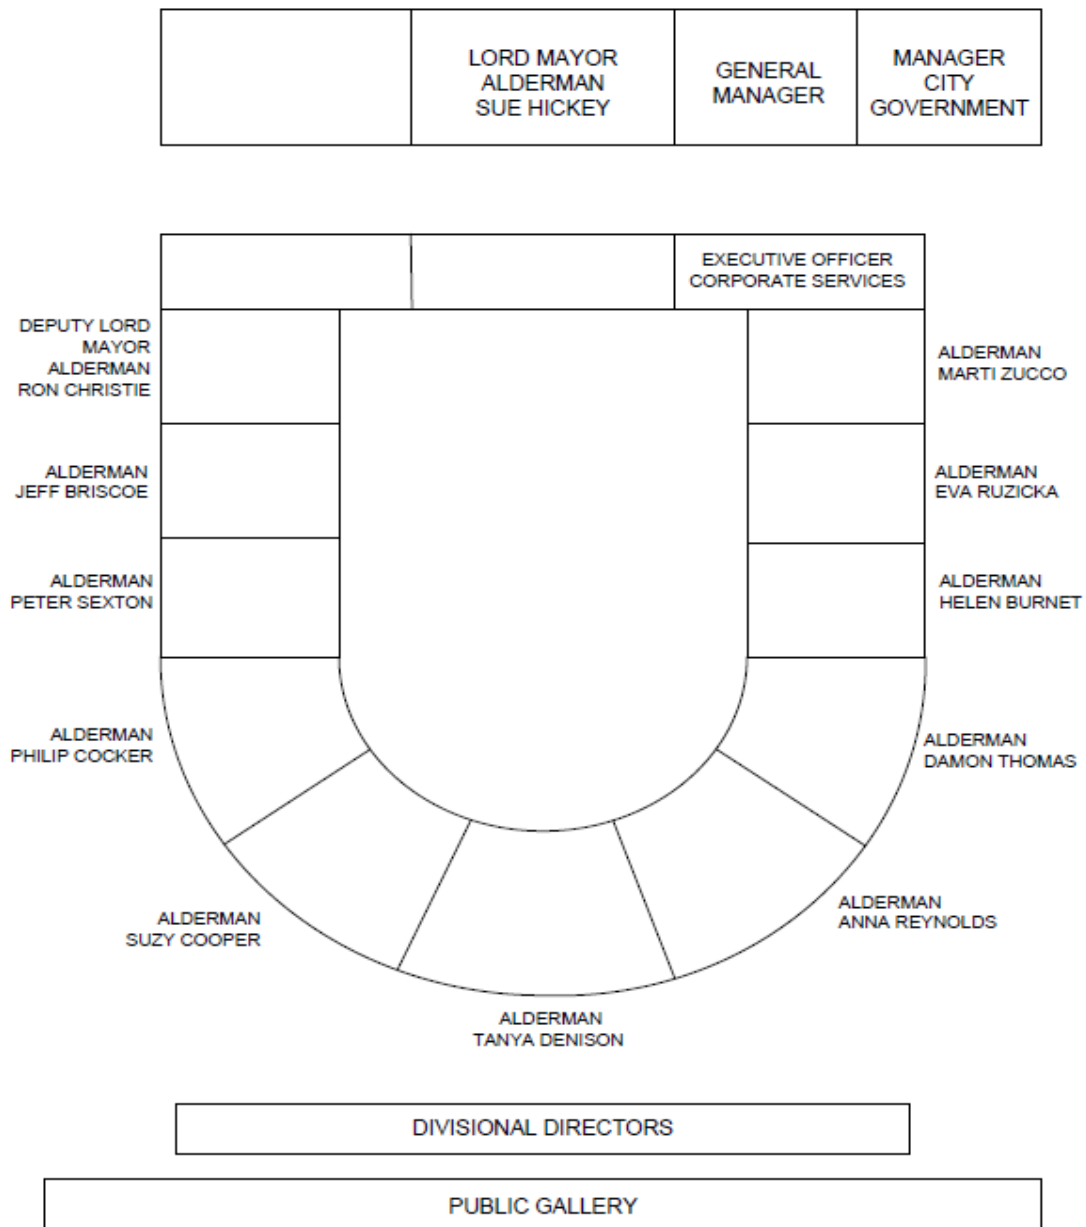 LORD MAYOR
ALDERMAN
SUE HICKEY
GENERAL
MANAGER
MANAGER
CITY
GOVERNMENT
EXECUTIVE OFFICER
CORPORATE SERVICES
DEPUTY LORD
MAYOR
ALDERMAN
RON CHRISTIE
ALDERMAN
MARTI ZUCCO
ALDERMAN
JEFF BRISCOE
ALDERMAN
EVA RUZICKA
ALDERMAN
PETER SEXTON
ALDERMAN
HELEN BURNET
ALDERMAN
PHILIP COCKER
ALDERMAN
DAMON THOMAS
ALDERMAN
SUZY COOPER
ALDERMAN
ANNA REYNOLDS
ALDERMAN
TANYA DENISON
DIVISIONAL DIRECTORS
PUBLIC GALLERY